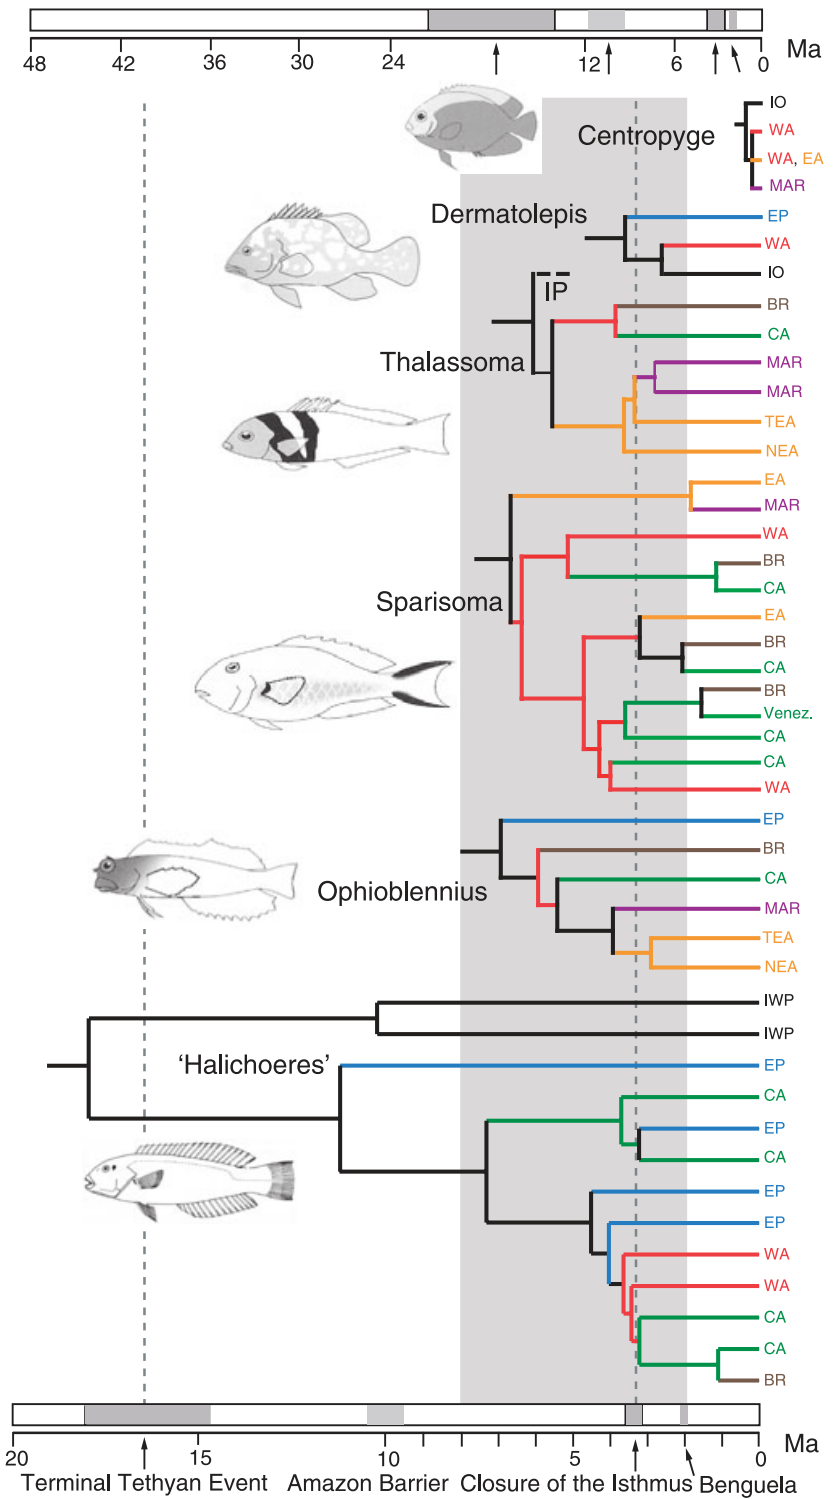 48 42 36 30 24 12 6 0 Ma
Centropyge
IO
WA
WA, EA
MAR
Dermatolepis
EP
WA
IO
IP
Thalassoma
BR
CA
MAR
MAR
TEA
NEA
Sparisoma
EA
MAR
WA
BR
CA
EA
BR
CA
BR
Venez.
CA
CA
WA
Ophioblennius
EP
BR
CA
MAR
TEA
NEA
'Halichoeres'
IWP
IWP
EP
CA
EP
CA
EP
EP
WA
WA
CA
CA
BR
20 15 10 5 0 Ma
Terminal Tethyan Event Amazon Barrier Closure of the Isthmus Benguela